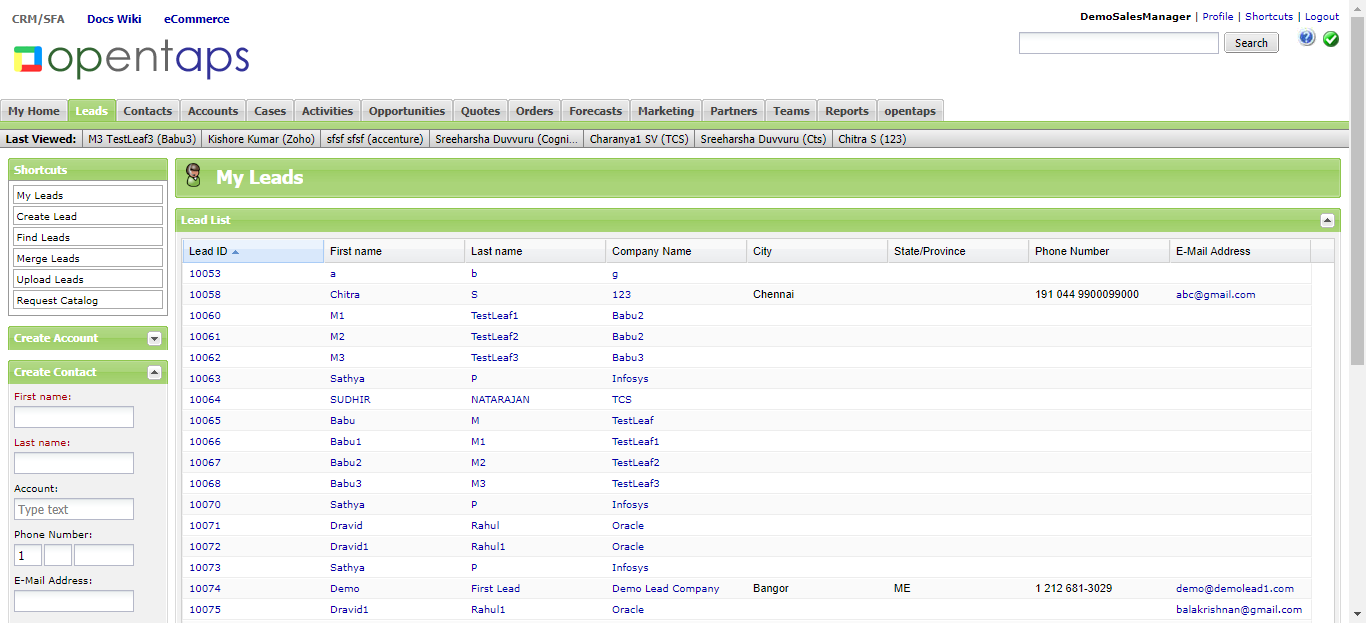 CRM/SFA Docs Wiki eCommerce
DemoSalesManager | Profile | Shortcuts | Logout
opentaps
Search
My Home Leads Contacts Accounts Cases Activities Opportunities Quotes Orders Forecasts Marketing Partners Teams Reports opentaps
Last Viewed: M3 TestLeaf3 (Babu3) Kishore Kumar (Zoho) sfsf sfsf (accenture) Sreeharsha Duvvuru (Cogni... Charanya1 SV (TCS) Sreeharsha Duvvuru (Cts) Chitra S (123)
Shortcuts
My Leads
Create Lead
Find Leads
Merge Leads
Upload Leads
Request Catalog
Create Account
Create Contact
First name:
Last name:
Account:
Type text
Phone Number:
1
E-Mail Address:
My Leads
Lead List
Lead ID First name Last name Company Name City State/Province Phone Number E-Mail Address
10053 a b g
10058 Chitra S 123 Chennai 191 044 9900099000 abc@gmail.com
10060 M1 TestLeaf1 Babu2
10061 M2 TestLeaf2 Babu2
10062 M3 TestLeaf3 Babu3
10063 Sathya P Infosys
10064 SUDHIR NATARAJAN TCS
10065 Babu M TestLeaf
10066 Babu1 M1 TestLeaf1
10067 Babu2 M2 TestLeaf2
10068 Babu3 M3 TestLeaf3
10070 Sathya P Infosys
10071 Dravid Rahul Oracle
10072 Dravid1 Rahul1 Oracle
10073 Sathya P Infosys
10074 Demo First Lead Demo Lead Company Bangor ME 1 212 681-3029 demo@demolead1.com
10075 Dravid1 Rahul1 Oracle balakrishnan@gmail.com